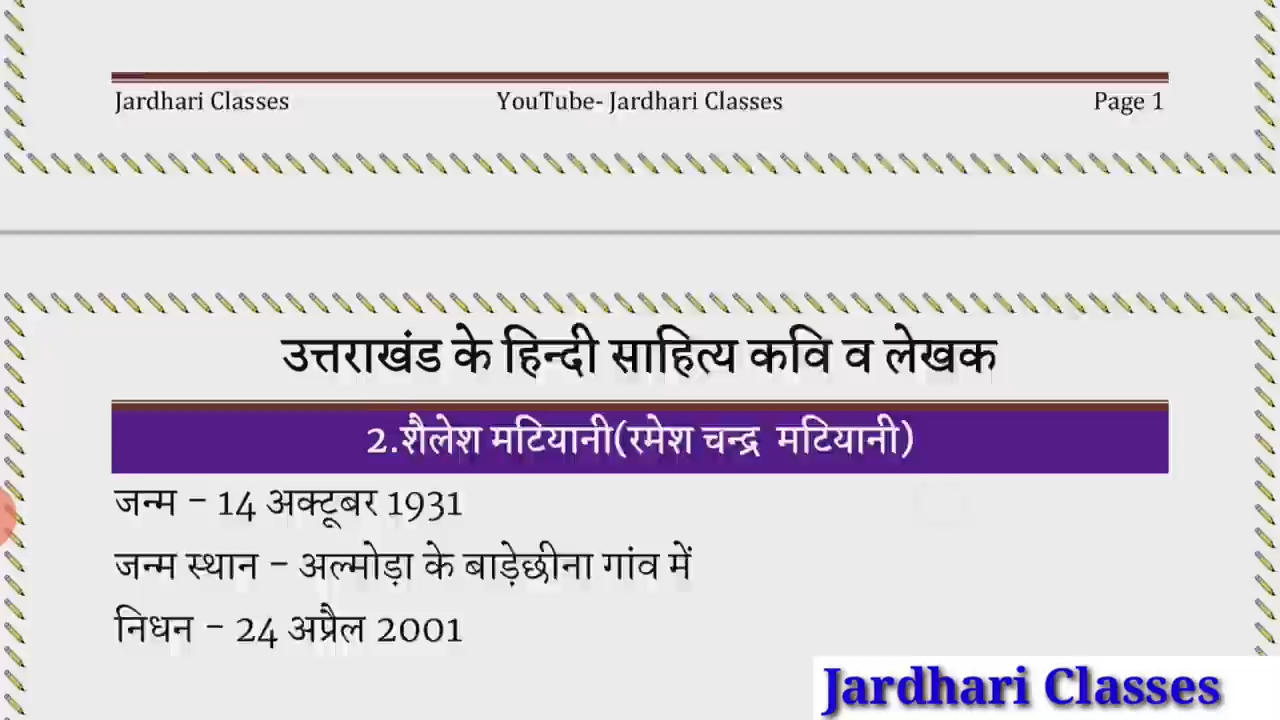 Jardhari Classes YouTube- Jardhari Classes Page 1
उत्तराखंड के हिन्दी साहित्य कवि व लेखक
2.शैलेश मटियानी(रमेश चन्द्र मटियानी)
जन्म – 14 अक्टूबर 1931
जन्म स्थान – अल्मोड़ा के बाड़ेछीना गांव में
निधन – 24 अप्रैल 2001
Jardhari Classes